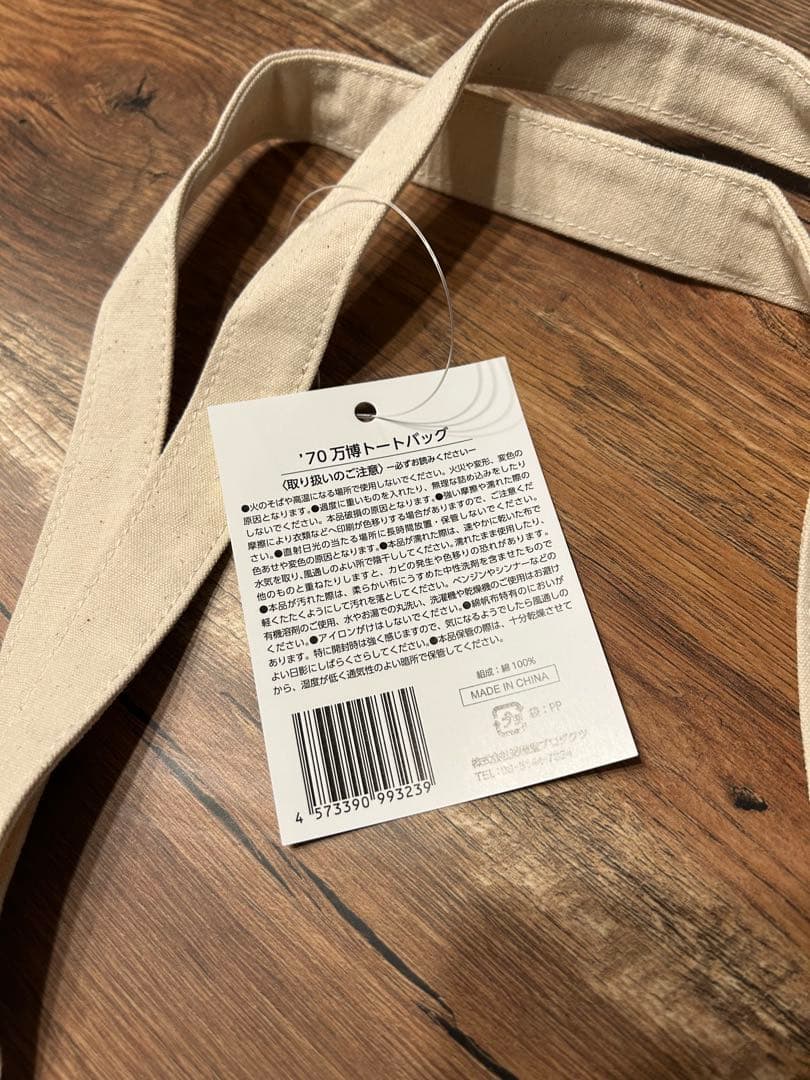 '70万博トートバッグ
〈取り扱いのご注意〉ー必ずお読みくださいー
●火のそばや高温になる場所で使用しないでください。火災や変形、変色の
原因となります。●過度に重いものを入れたり、無理な詰め込みをしたり
しないでください。本品破損の原因となります。●強い摩擦や濡れた際の
摩擦により衣類などへ印刷が色移りする場合がありますので、ご注意くだ
さい。●直射日光の当たる場所に長時間放置・保管しないでください。
色あせや変色の原因となります。●本品が濡れた際は、速やかに乾いた布で
水気を取り、風通しのよい所で陰干ししてください。濡れたまま使用したり、
他のものと重ねたりしますと、カビの発生や色移りの恐れがあります。
●本品が汚れた際は、柔らかい布にうすめた中性洗剤を含ませたもので
軽くたたくようにして汚れを落としてください。ベンジンやシンナーなどの
有機溶剤のご使用、水やお湯での丸洗い、洗濯機や乾燥機のご使用はお避け
ください。●アイロンがけはしないでください。●綿帆布特有のにおいが
あります。特に開封時は強く感じますので、気になるようでしたら風通しの
よい日影にしばらくさらしてください。●本品保管の際は、十分乾燥させて
から、湿度が低く通気性のよい暗所で保管してください。
組成:綿100%
MADE IN CHINA
プラ 袋:PP
4 573390 993239
株式会社
プロダクツ
TEL: